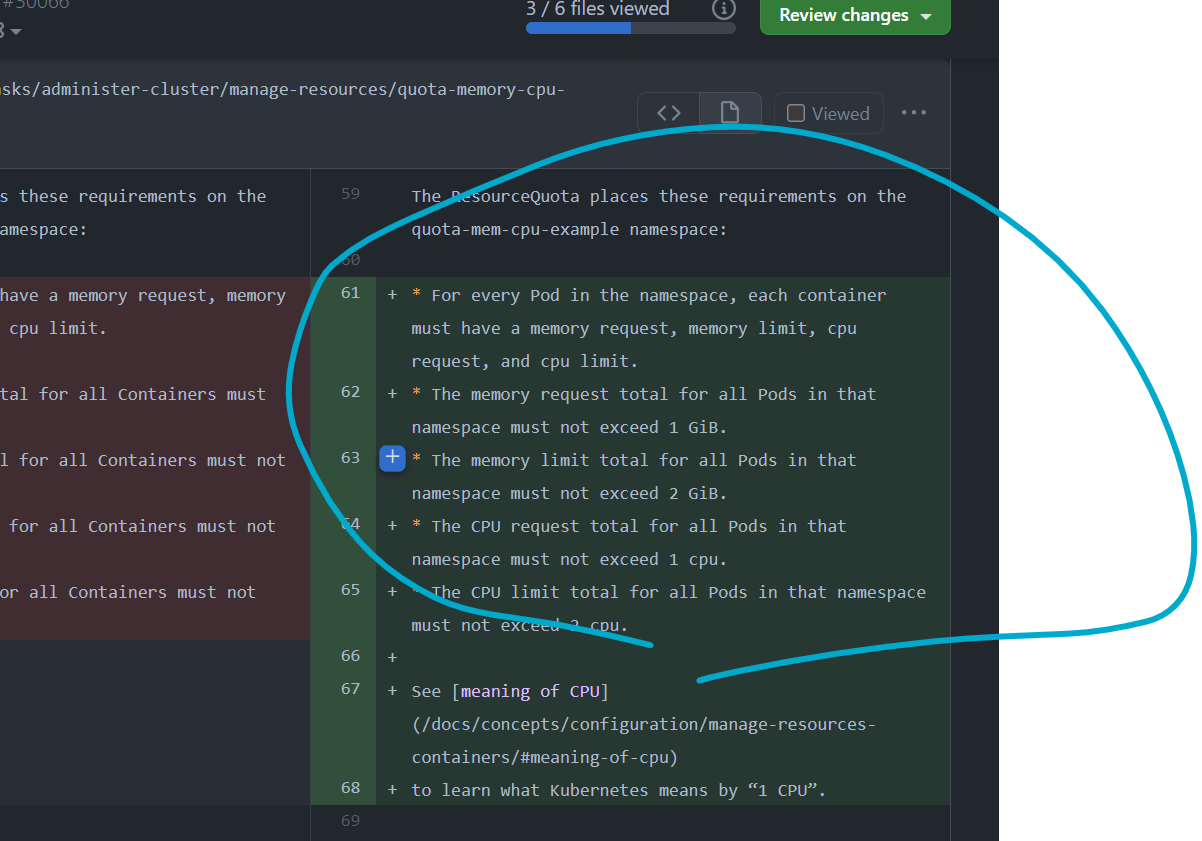 #30066
3 / 6 files viewed
Review changes
asks/administer-cluster/manage-resources/quota-memory-cpu-
Viewed
s these requirements on the
amespace:
have a memory request, memory
cpu limit.
tal for all Containers must
l for all Containers must not
for all Containers must not
or all Containers must not
59 The ResourceQuota places these requirements on the
quota-mem-cpu-example namespace:
60
61 + * For every Pod in the namespace, each container
must have a memory request, memory limit, cpu
request, and cpu limit.
62 + * The memory request total for all Pods in that
namespace must not exceed 1 GiB.
63 + * The memory limit total for all Pods in that
namespace must not exceed 2 GiB.
64 + * The CPU request total for all Pods in that
namespace must not exceed 1 cpu.
65 + * The CPU limit total for all Pods in that namespace
must not exceed 2 cpu.
66 +
67 + See [meaning of CPU]
(/docs/concepts/configuration/manage-resources-
containers/#meaning-of-cpu)
68 + to learn what Kubernetes means by “1 CPU”.
69